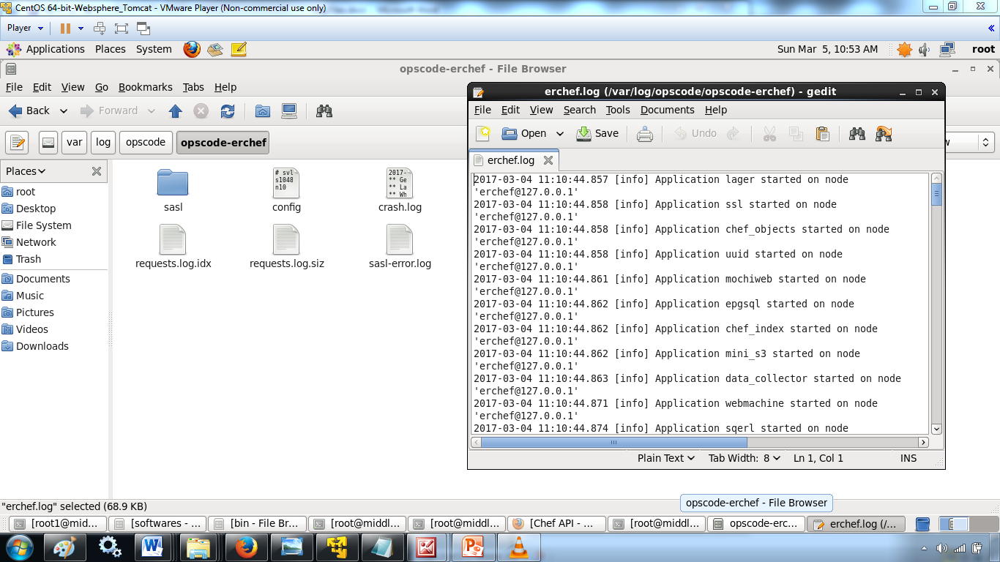 CentOS 64-bit-Websphere_Tomcat - VMware Player (Non-commercial use only)
Player
Applications Places System Sun Mar 5, 10:53 AM root
opscode-erchef - File Browser
File Edit View Go Bookmarks Tabs Help
Back Forward
var log opscode opscode-erchef
Places
root
Desktop
File System
Network
Trash
Documents
Music
Pictures
Videos
Downloads
sasl
# svl
s1048
n10
config
2017-
** Ge
La
** Wh
crash.log
requests.log.idx
requests.log.siz
sasl-error.log
erchef.log (/var/log/opscode/opscode-erchef) - gedit
File Edit View Search Tools Documents Help
Open Save Undo
erchef.log
2017-03-04 11:10:44.857 [info] Application lager started on node
'erchef@127.0.0.1'
2017-03-04 11:10:44.858 [info] Application ssl started on node
'erchef@127.0.0.1'
2017-03-04 11:10:44.858 [info] Application chef_objects started on node
'erchef@127.0.0.1'
2017-03-04 11:10:44.858 [info] Application uuid started on node
'erchef@127.0.0.1'
2017-03-04 11:10:44.861 [info] Application mochiweb started on node
'erchef@127.0.0.1'
2017-03-04 11:10:44.862 [info] Application epgsql started on node
'erchef@127.0.0.1'
2017-03-04 11:10:44.862 [info] Application chef_index started on node
'erchef@127.0.0.1'
2017-03-04 11:10:44.862 [info] Application mini_s3 started on node
'erchef@127.0.0.1'
2017-03-04 11:10:44.863 [info] Application data_collector started on node
'erchef@127.0.0.1'
2017-03-04 11:10:44.871 [info] Application webmachine started on node
'erchef@127.0.0.1'
2017-03-04 11:10:44.874 [info] Application sqerl started on node
Plain Text Tab Width: 8 Ln 1, Col 1 INS
"erchef.log" selected (68.9 KB)
opscode-erchef - File Browser
[root1@mid... [softwares - ... [bin - File Br... [root@middl... [root@middl... [Chef API - ... [root@middl... opscode-erc... erchef.log (/...